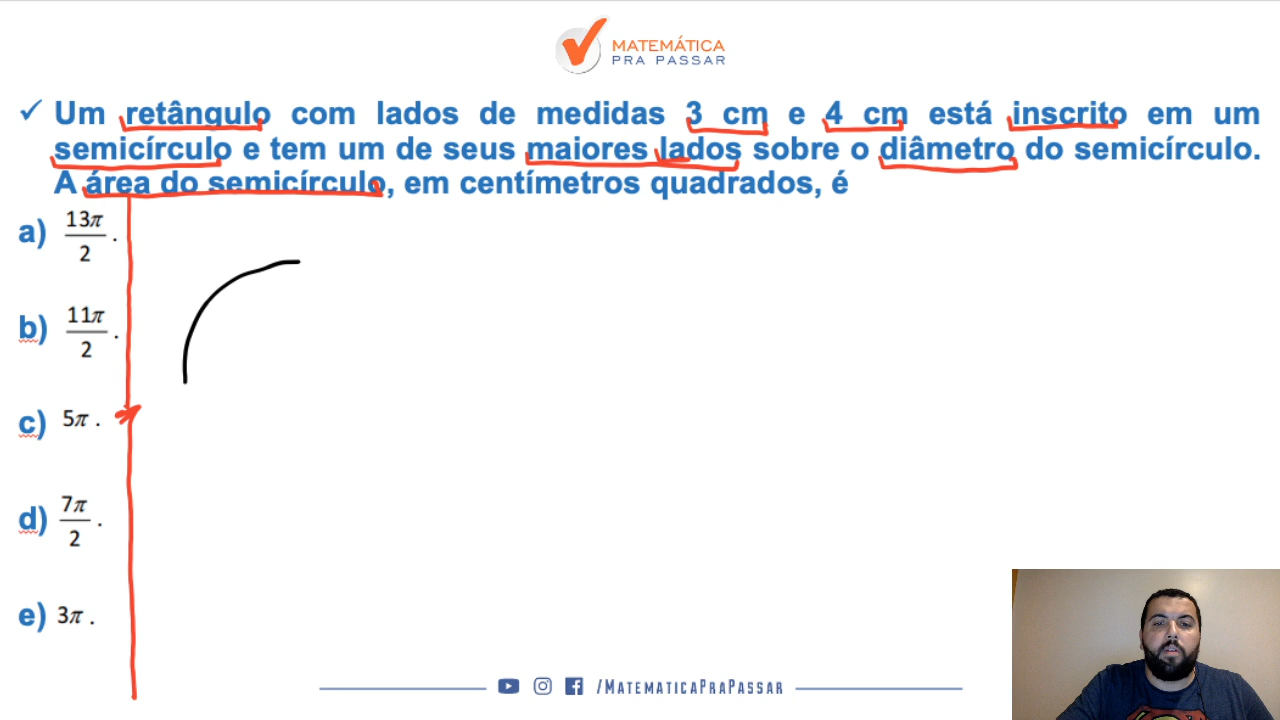 MATEMÁTICA
PRA PASSAR
✓ Um retângulo com lados de medidas 3 cm e 4 cm está inscrito em um
semicírculo e tem um de seus maiores lados sobre o diâmetro do semicírculo.
A área do semicírculo, em centímetros quadrados, é
a) 13π/2 .
b) 11π/2 .
c) 5π .
d) 7π/2 .
e) 3π .
/MatematicaPraPassar